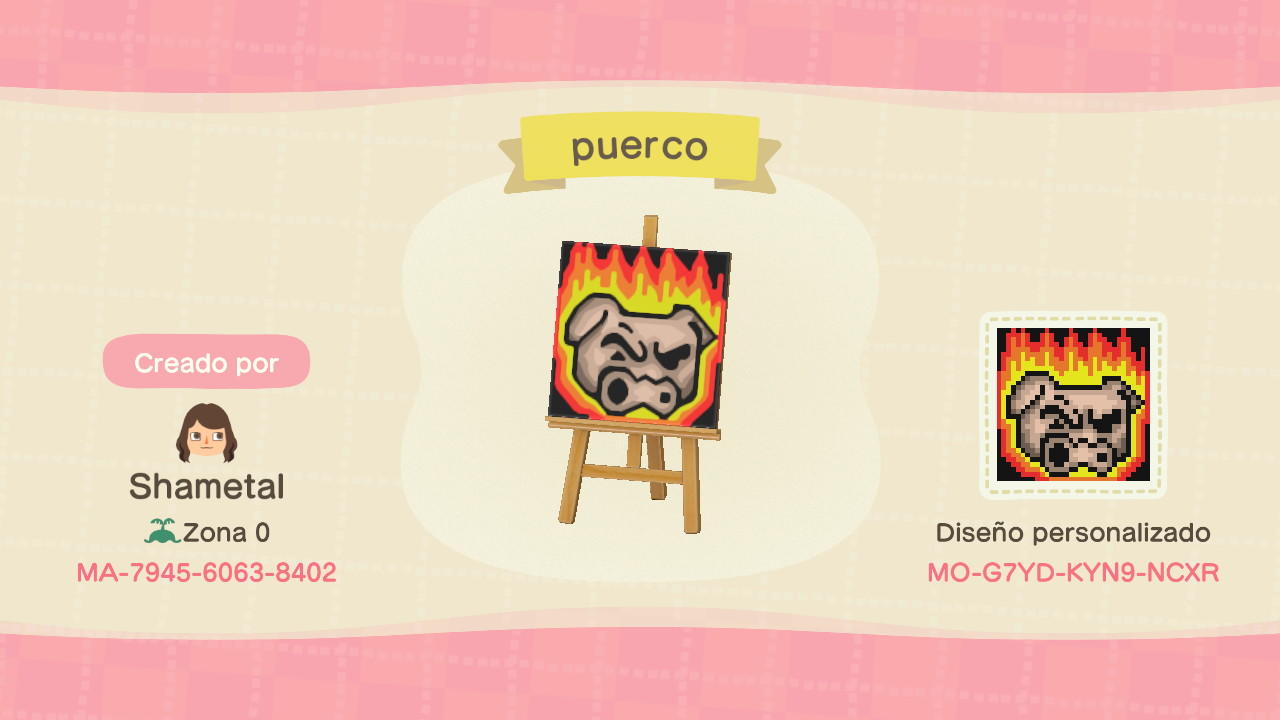 puerco
Creado por
Shametal
Zona 0
MA-7945-6063-8402
Diseño personalizado
MO-G7YD-KYN9-NCXR